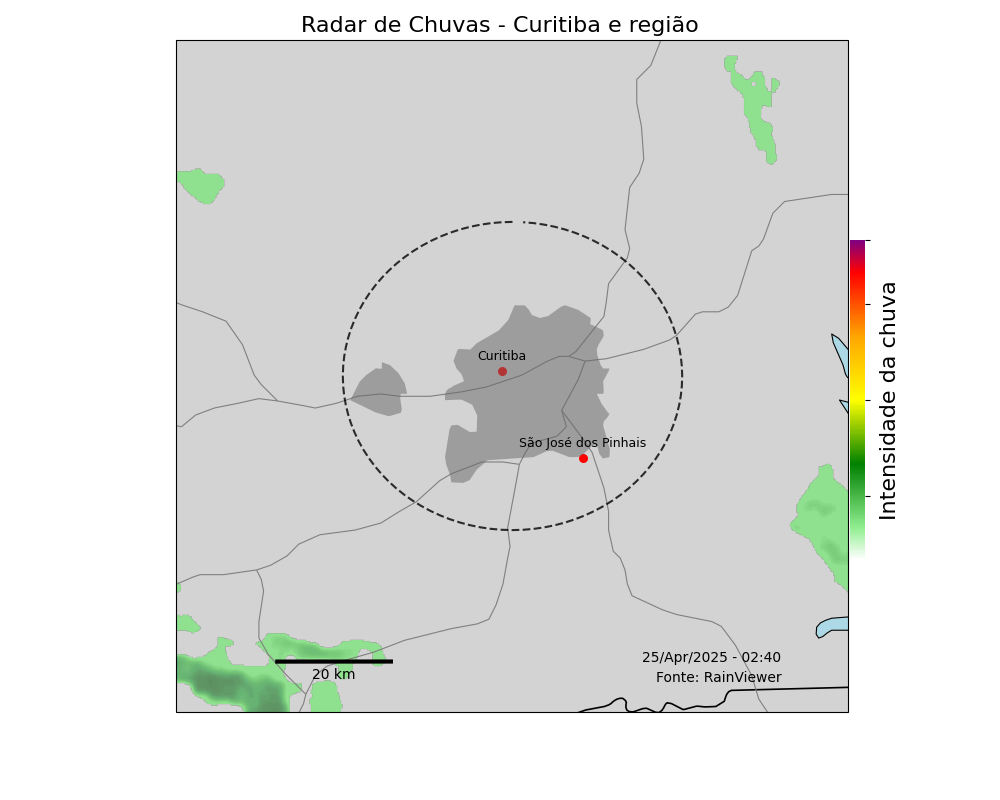 Radar de Chuvas - Curitiba e região
Curitiba
São José dos Pinhais
Intensidade da chuva
20 km
25/Apr/2025 - 02:40
Fonte: RainViewer